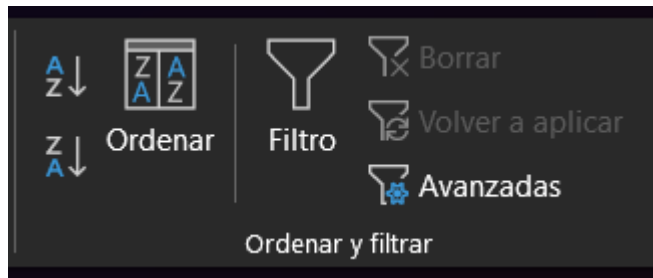 Ordenar
Filtro
Borrar
Volver a aplicar
Avanzadas
Ordenar y filtrar